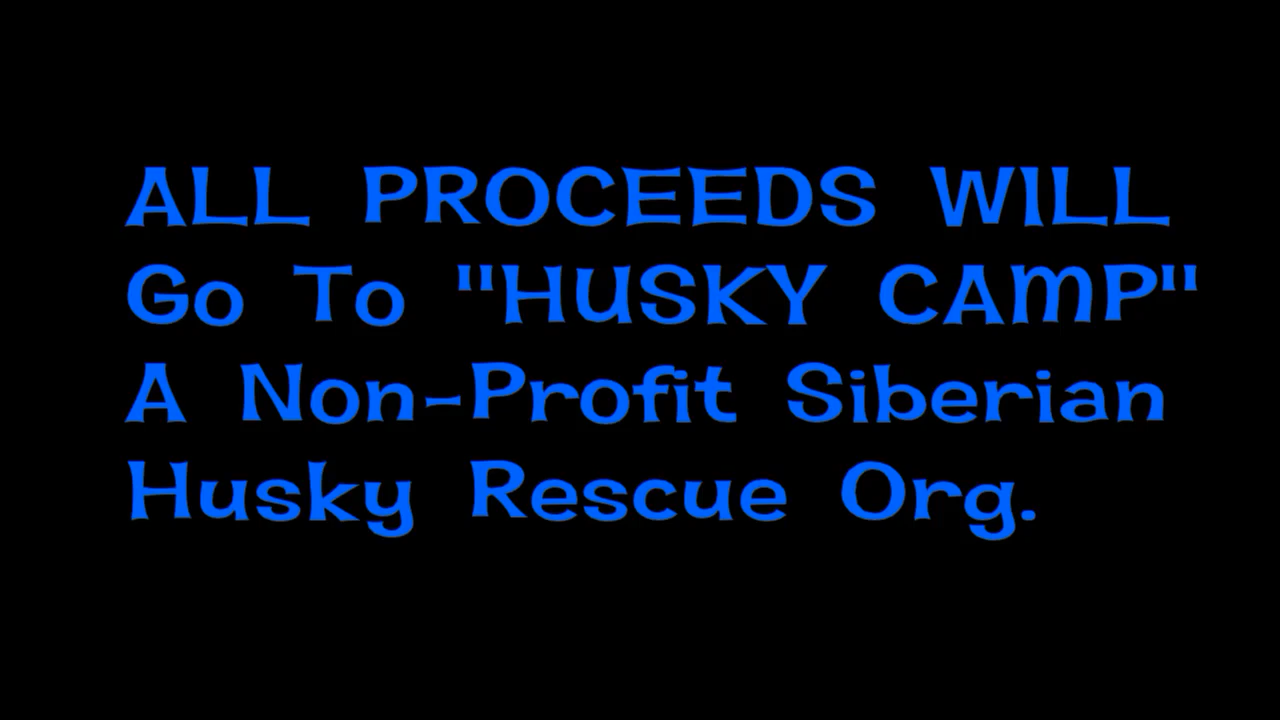 ALL PROCEEDS WILL
Go To "HUSKY CAMP"
A Non-Profit Siberian
Husky Rescue Org.